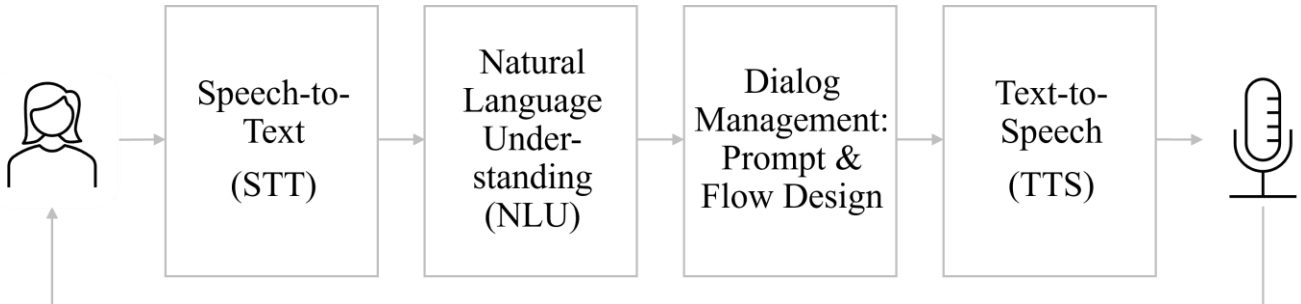 Speech-to-
Text
(STT)
Natural
Language
Under-
standing
(NLU)
Dialog
Management:
Prompt &
Flow Design
Text-to-
Speech
(TTS)